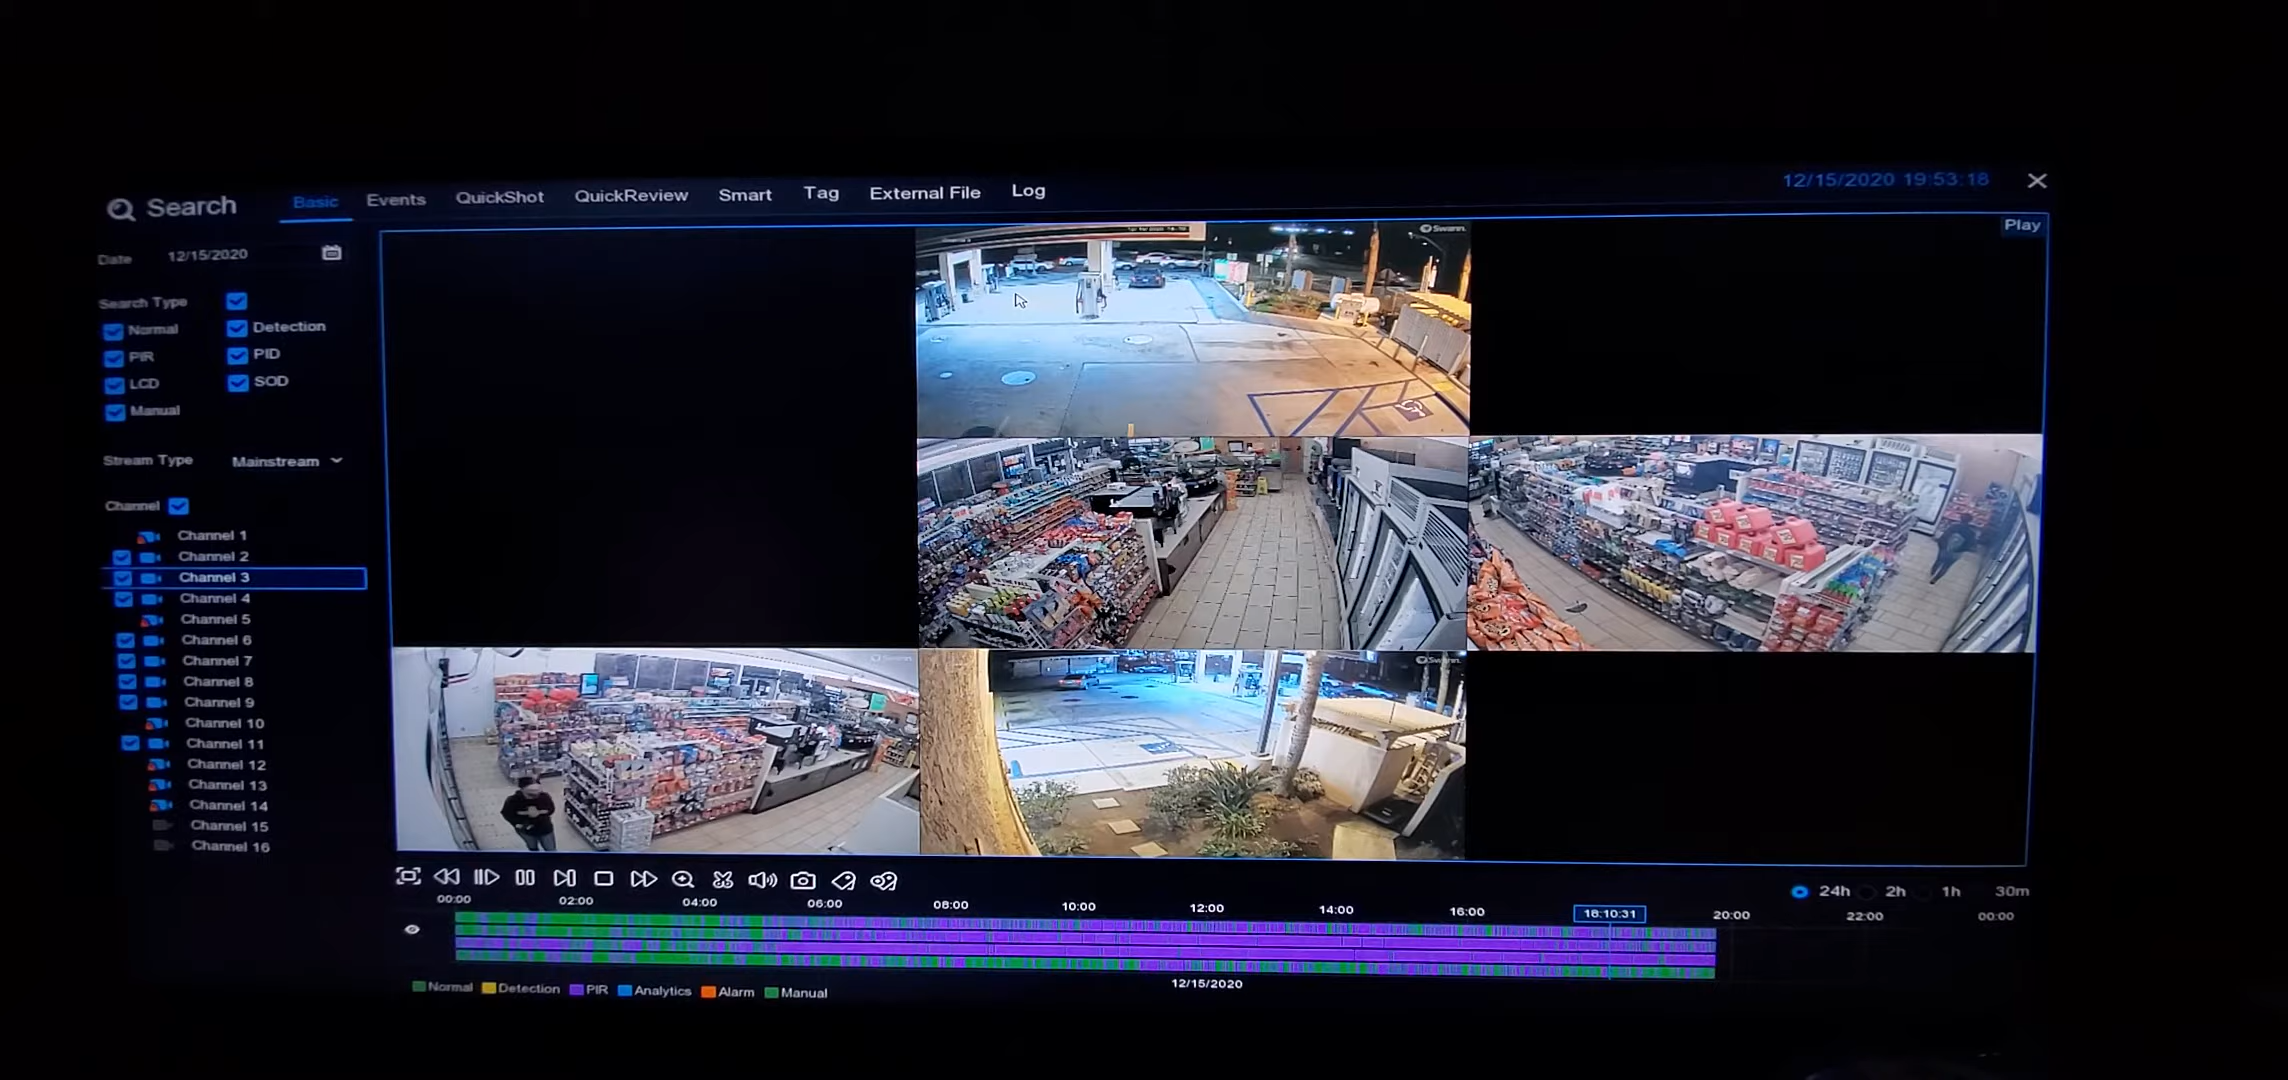 Search Basic Events QuickShot QuickReview Smart Tag External File Log 12/15/2020 19:53:18
Play
Date 12/15/2020
Search Type
Normal Detection
PIR PID
LCD SOD
Manual
Stream Type Mainstream
Channel
Channel 1
Channel 2
Channel 3
Channel 4
Channel 5
Channel 6
Channel 7
Channel 8
Channel 9
Channel 10
Channel 11
Channel 12
Channel 13
Channel 14
Channel 15
Channel 16
Swann
Swann
Swann
24h 2h 1h 30m
00:00 02:00 04:00 06:00 08:00 10:00 12:00 14:00 16:00 18:10:31 20:00 22:00 00:00
12/15/2020
Normal Detection PIR Analytics Alarm Manual